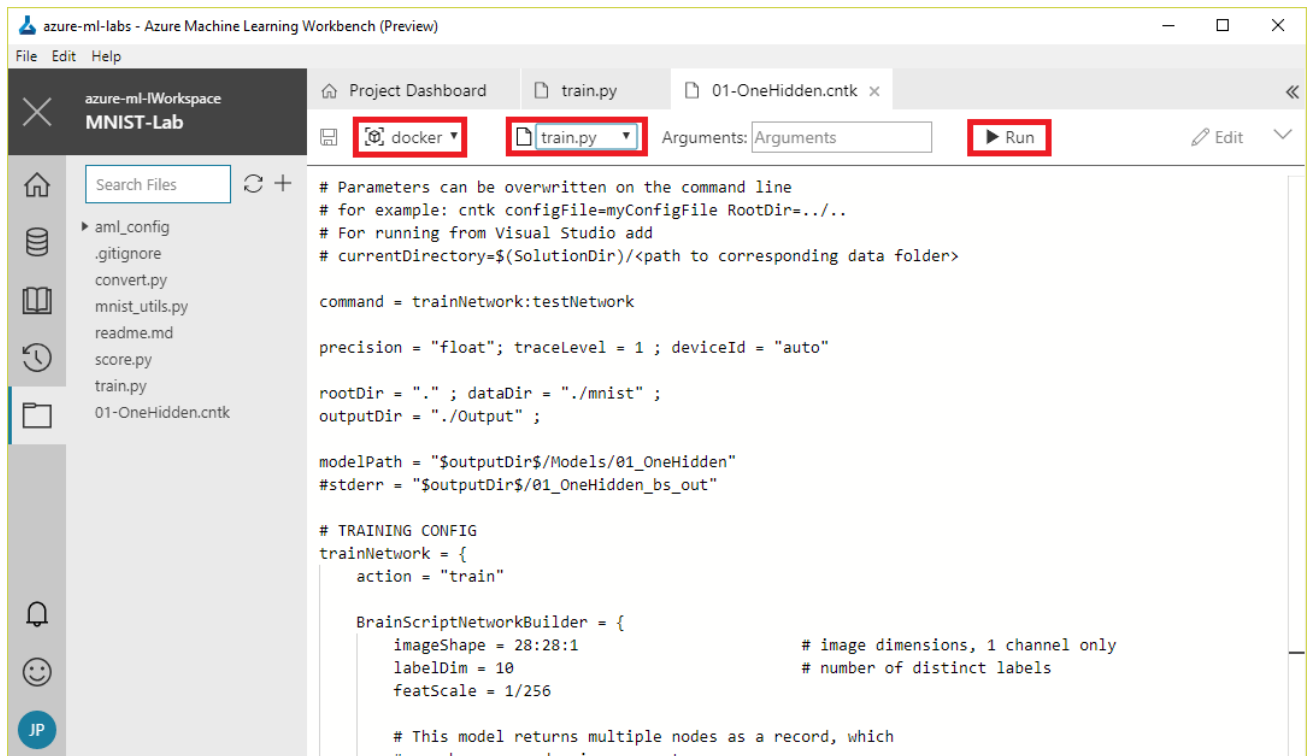 azure-ml-labs - Azure Machine Learning Workbench (Preview)
File Edit Help
azure-ml-lWorkspace
MNIST-Lab
Project Dashboard
train.py
01-OneHidden.cntk
docker
train.py
Arguments:
Arguments
Run
Edit
Search Files
aml_config
.gitignore
convert.py
mnist_utils.py
readme.md
score.py
train.py
01-OneHidden.cntk
# Parameters can be overwritten on the command line
# for example: cntk configFile=myConfigFile RootDir=../..
# For running from Visual Studio add
# currentDirectory=$(SolutionDir)/<path to corresponding data folder>
command = trainNetwork:testNetwork
precision = "float"; traceLevel = 1 ; deviceId = "auto"
rootDir = "." ; dataDir = "./mnist" ;
outputDir = "./Output" ;
modelPath = "$outputDir$/Models/01_OneHidden"
#stderr = "$outputDir$/01_OneHidden_bs_out"
# TRAINING CONFIG
trainNetwork = {
action = "train"
BrainScriptNetworkBuilder = {
imageShape = 28:28:1 # image dimensions, 1 channel only
labelDim = 10 # number of distinct labels
featScale = 1/256
# This model returns multiple nodes as a record, which
JP